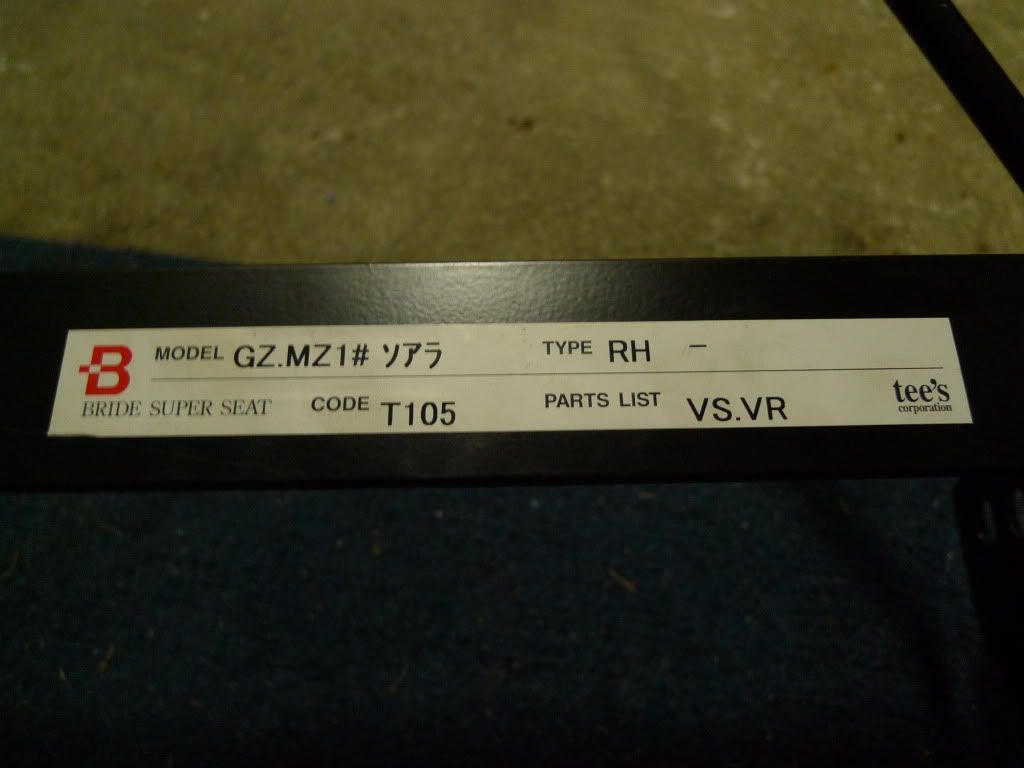 B MODEL GZ.MZ1# ソアラ TYPE RH –
BRIDE SUPER SEAT CODE T105 PARTS LIST VS.VR tee's
corporation